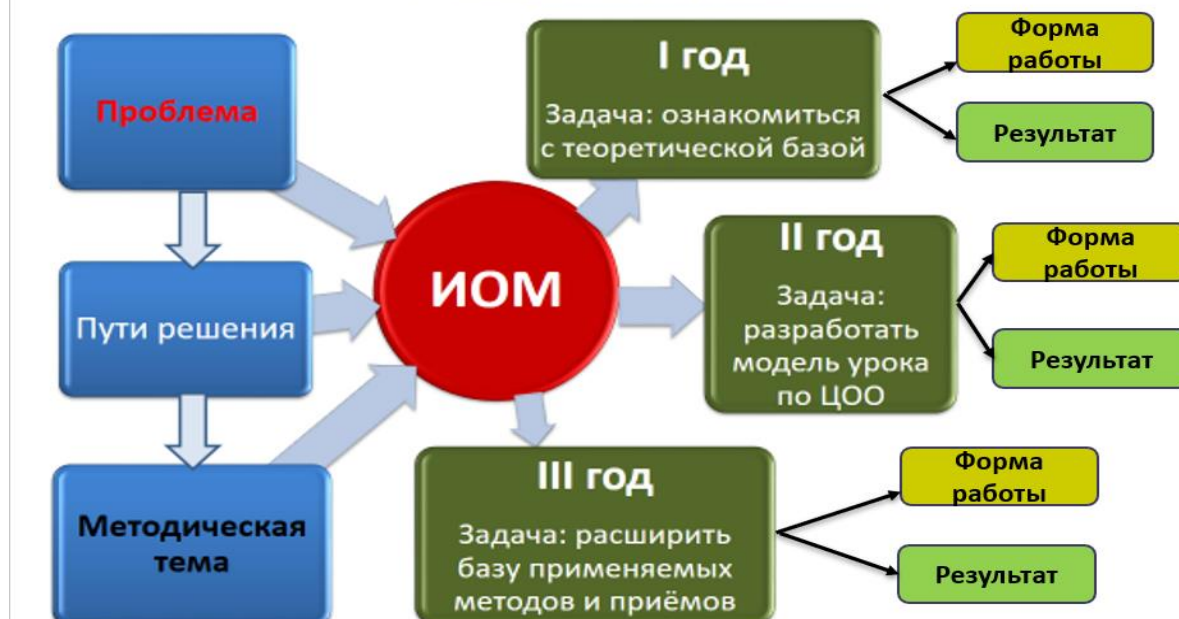 Проблема
Пути решения
Методическая
тема
ИОМ
I год
Задача: ознакомиться
с теоретической базой
Форма
работы
Результат
II год
Задача:
разработать
модель урока
по ЦОО
Форма
работы
Результат
III год
Задача: расширить
базу применяемых
методов и приёмов
Форма
работы
Результат